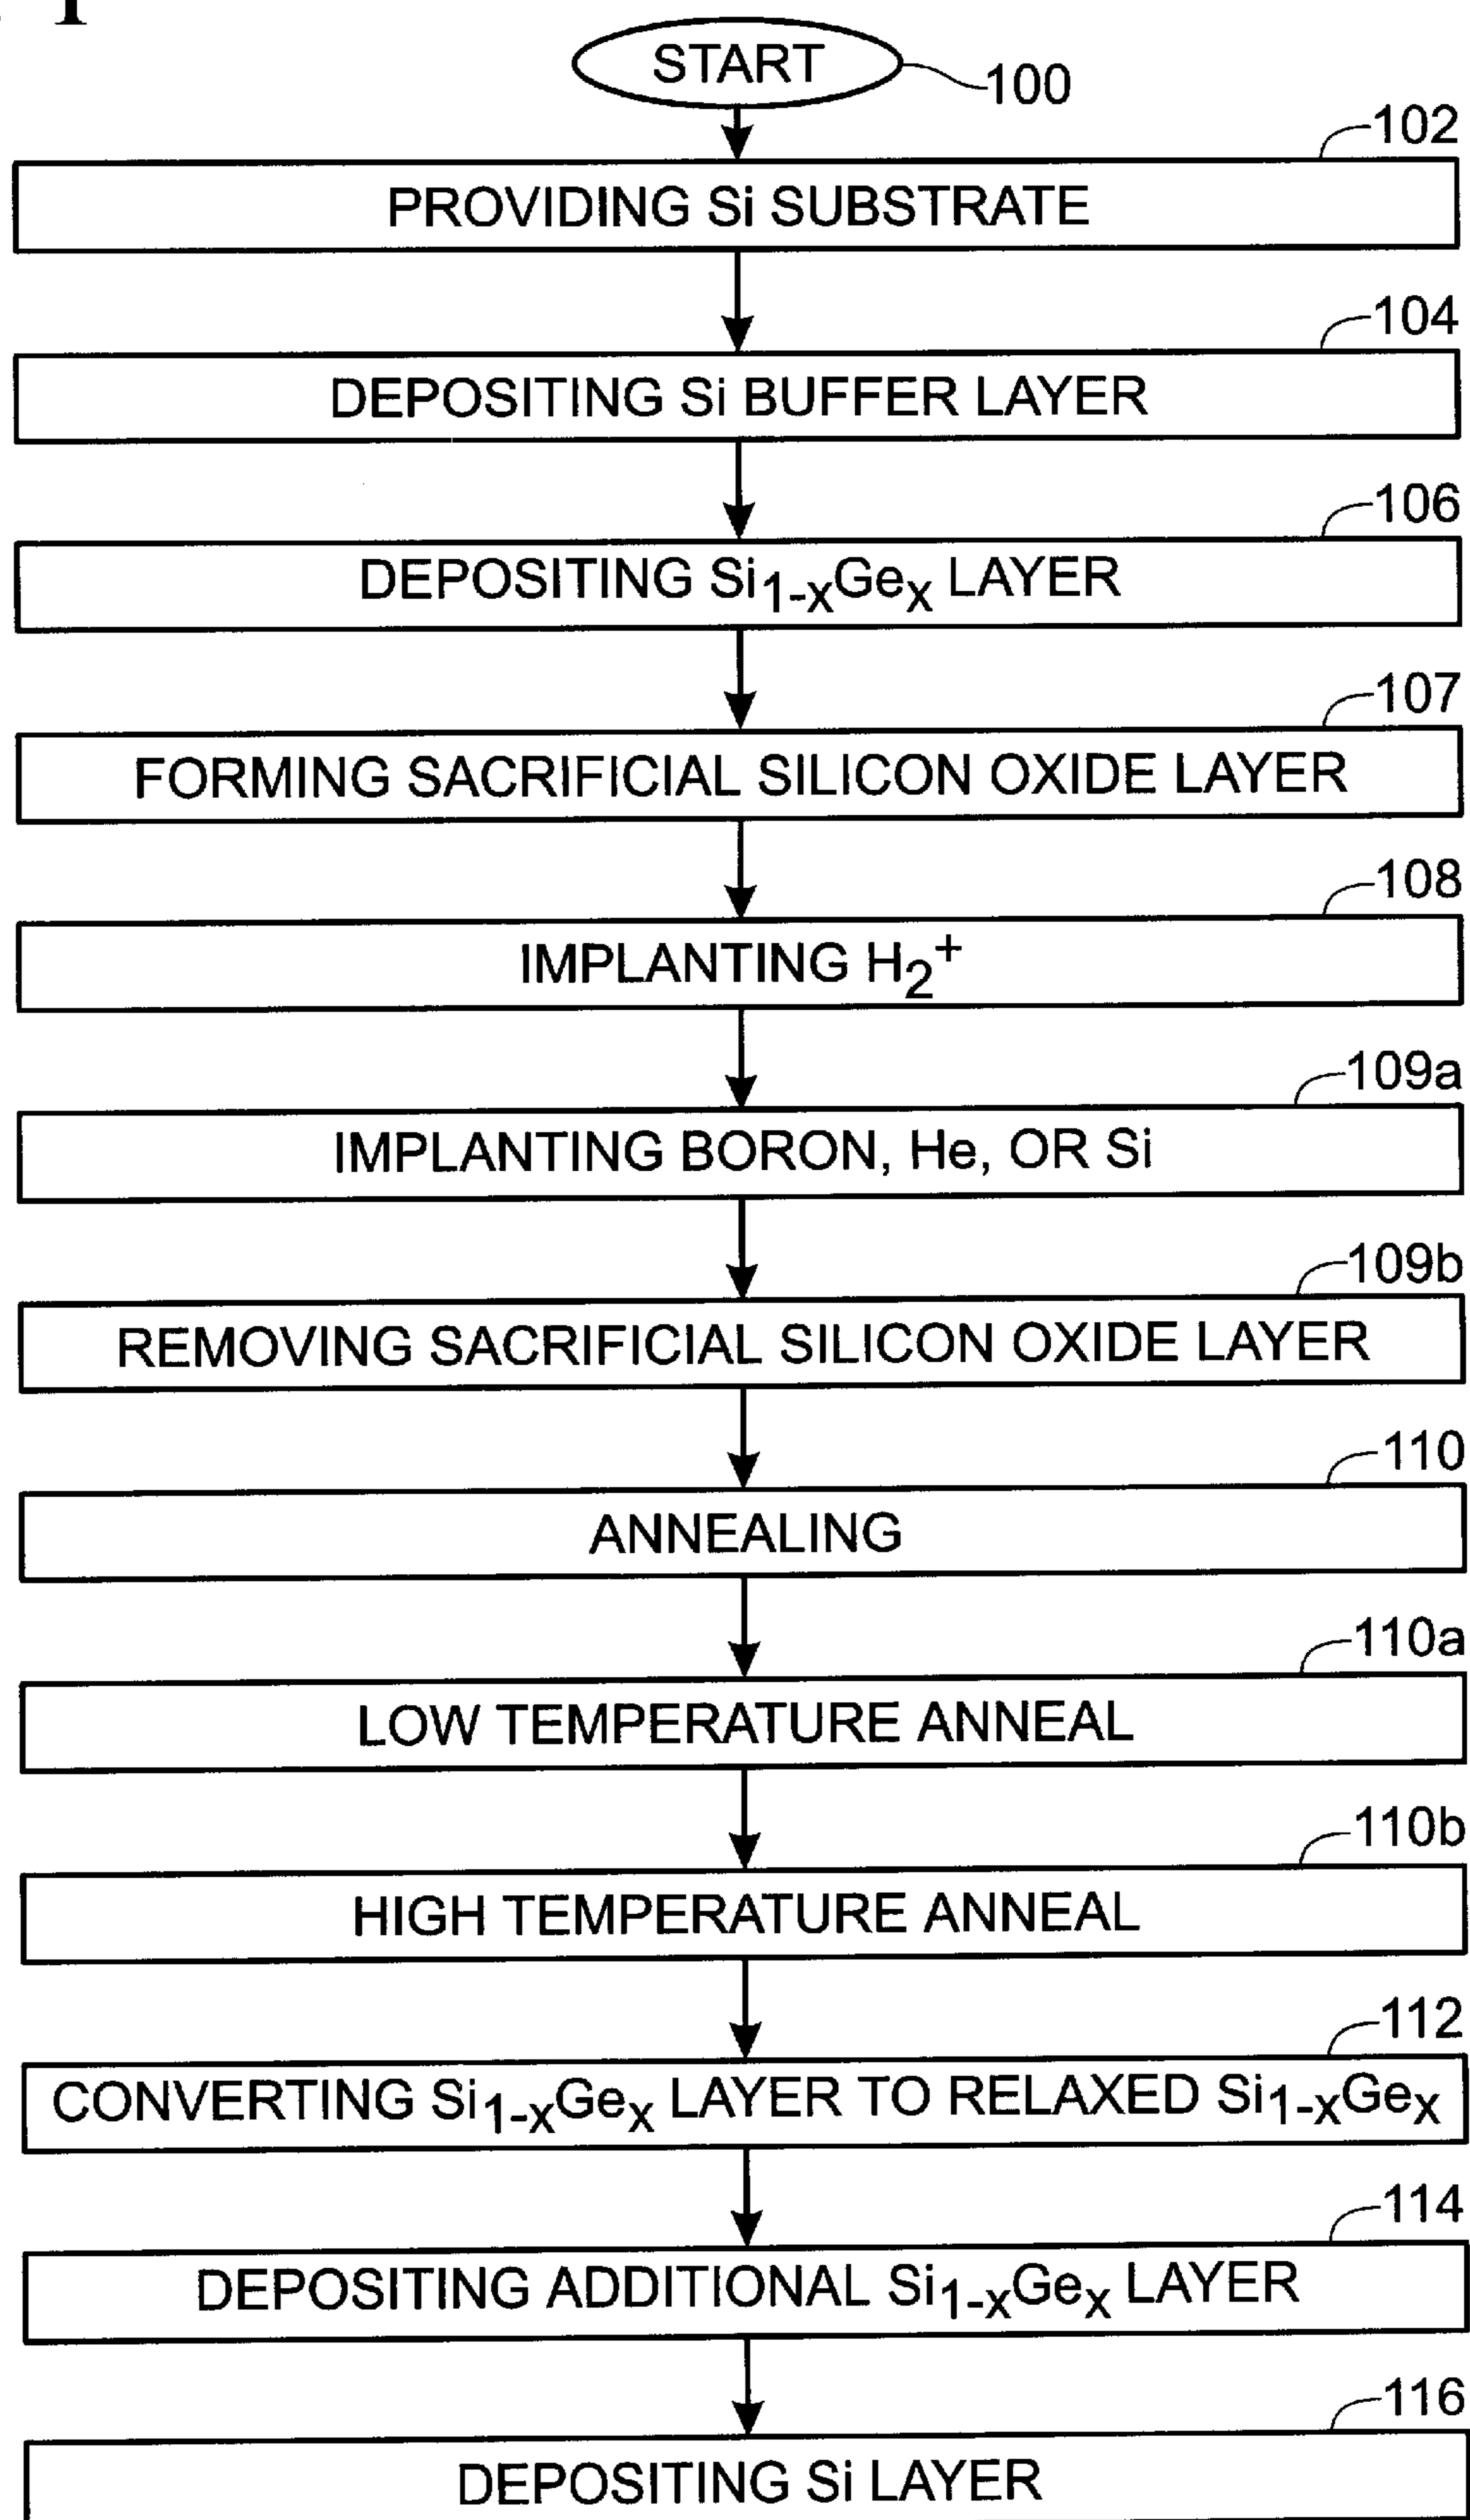 START
100
102
PROVIDING Si SUBSTRATE
104
DEPOSITING Si BUFFER LAYER
106
DEPOSITING Si₁₋ₓGeₓ LAYER
107
FORMING SACRIFICIAL SILICON OXIDE LAYER
108
IMPLANTING H₂⁺
109a
IMPLANTING BORON, He, OR Si
109b
REMOVING SACRIFICIAL SILICON OXIDE LAYER
110
ANNEALING
110a
LOW TEMPERATURE ANNEAL
110b
HIGH TEMPERATURE ANNEAL
112
CONVERTING Si₁₋ₓGeₓ LAYER TO RELAXED Si₁₋ₓGeₓ
114
DEPOSITING ADDITIONAL Si₁₋ₓGeₓ LAYER
116
DEPOSITING Si LAYER